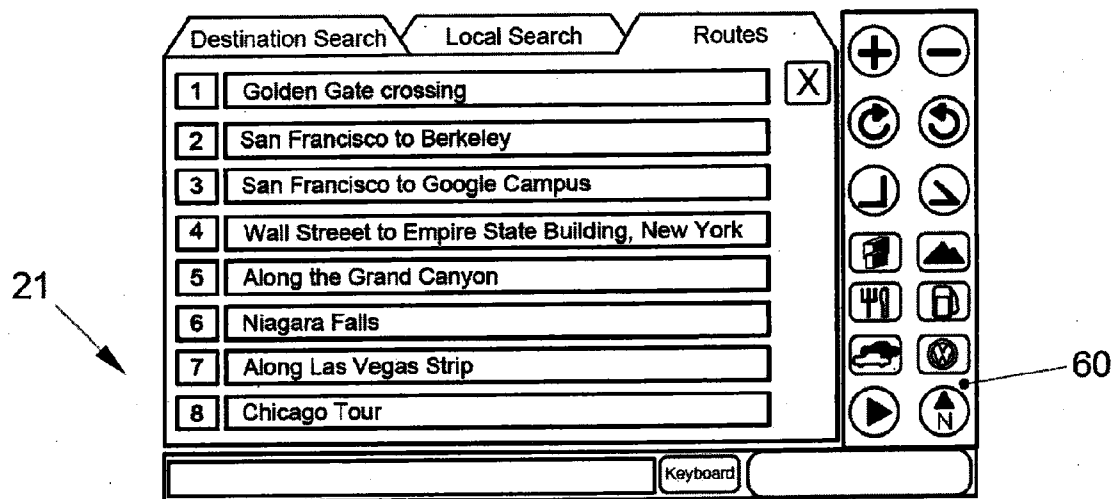 Destination Search Local Search Routes
X
1 Golden Gate crossing
2 San Francisco to Berkeley
3 San Francisco to Google Campus
4 Wall Streeet to Empire State Building, New York
5 Along the Grand Canyon
6 Niagara Falls
7 Along Las Vegas Strip
8 Chicago Tour
N
Keyboard
21
60